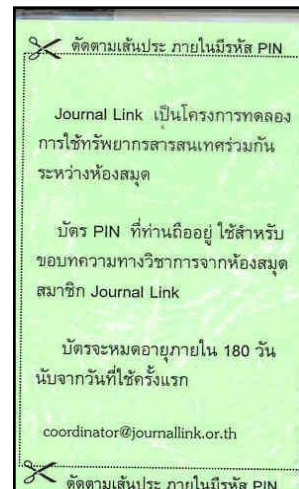 ตัดตามเส้นประ ภายในมีรหัส PIN
Journal Link เป็นโครงการทดลอง
การใช้ทรัพยากรสารสนเทศร่วมกัน
ระหว่างห้องสมุด
บัตร PIN ที่ท่านถืออยู่ ใช้สำหรับ
ขอบทความทางวิชาการจากห้องสมุด
สมาชิก Journal Link
บัตรจะหมดอายุภายใน 180 วัน
นับจากวันที่ใช้ครั้งแรก
coordinator@journallink.or.th
ตัดตามเส้นประ ภายในมีรหัส PIN